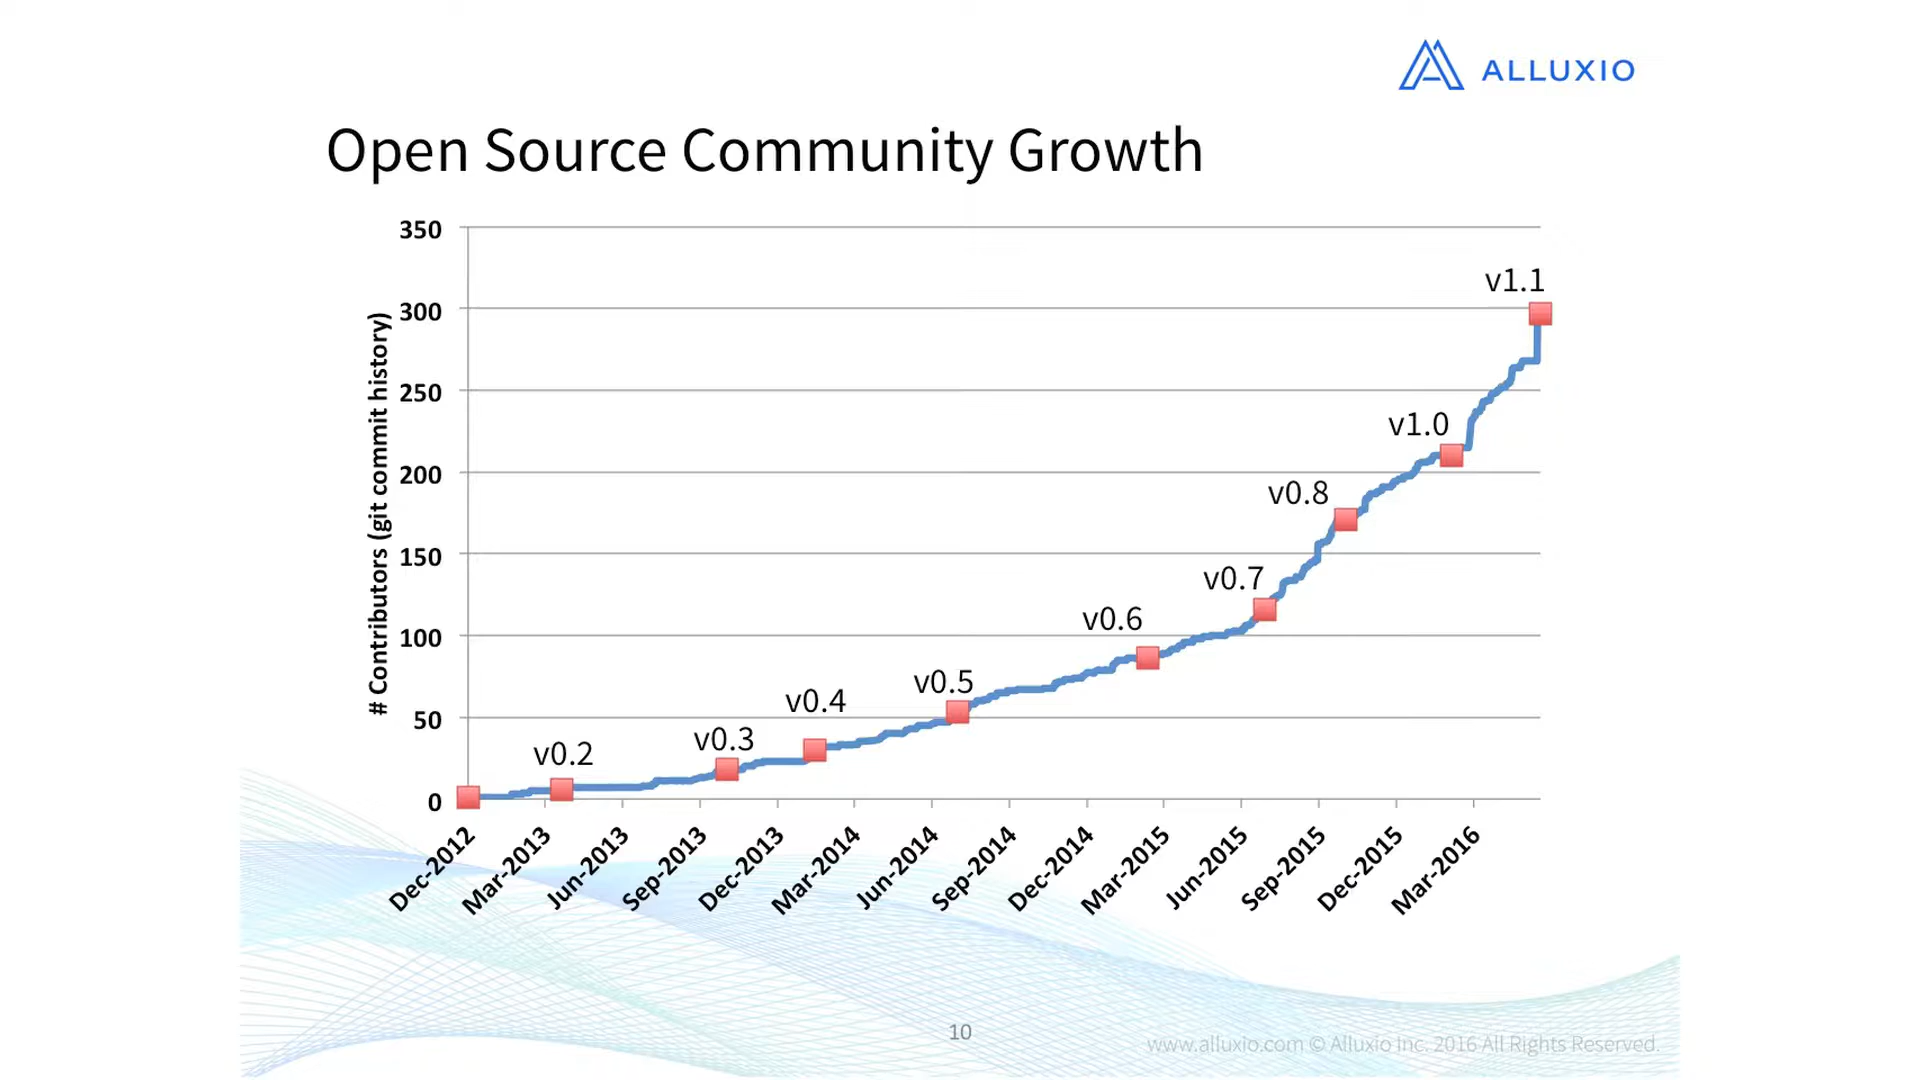 ALLUXIO
Open Source Community Growth
# Contributors (git commit history)
350
300
250
200
150
100
50
0
v0.2
v0.3
v0.4
v0.5
v0.6
v0.7
v0.8
v1.0
v1.1
Dec-2012
Mar-2013
Jun-2013
Sep-2013
Dec-2013
Mar-2014
Jun-2014
Sep-2014
Dec-2014
Mar-2015
Jun-2015
Sep-2015
Dec-2015
Mar-2016
10
www.alluxio.com © Alluxio Inc. 2016 All Rights Reserved.